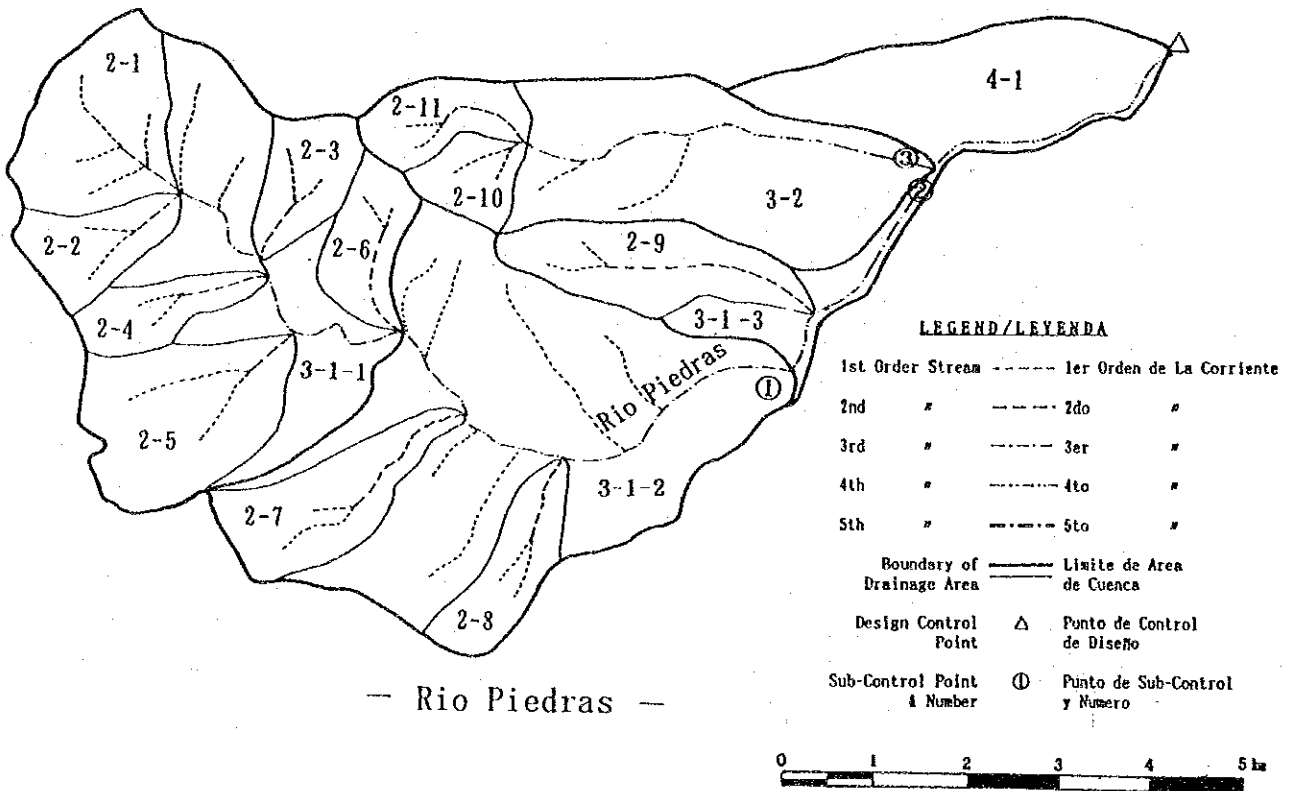 2-1
2-11
4-1
2-3
③
2-10
3-2
②
2-2
2-6
2-9
2-4
3-1-3
3-1-1
Rio Piedras
①
2-5
3-1-2
2-7
2-8
— Rio Piedras —
LEGEND/LEYENDA
1st Order Stream 1er Orden de La Corriente
2nd " 2do "
3rd " 3er "
4th " 4to "
5th " 5to "
Boundary of Limite de Area
Drainage Area de Cuenca
Design Control △ Punto de Control
Point de Diseño
Sub-Control Point ① Punto de Sub-Control
& Number y Numero
0 1 2 3 4 5 km